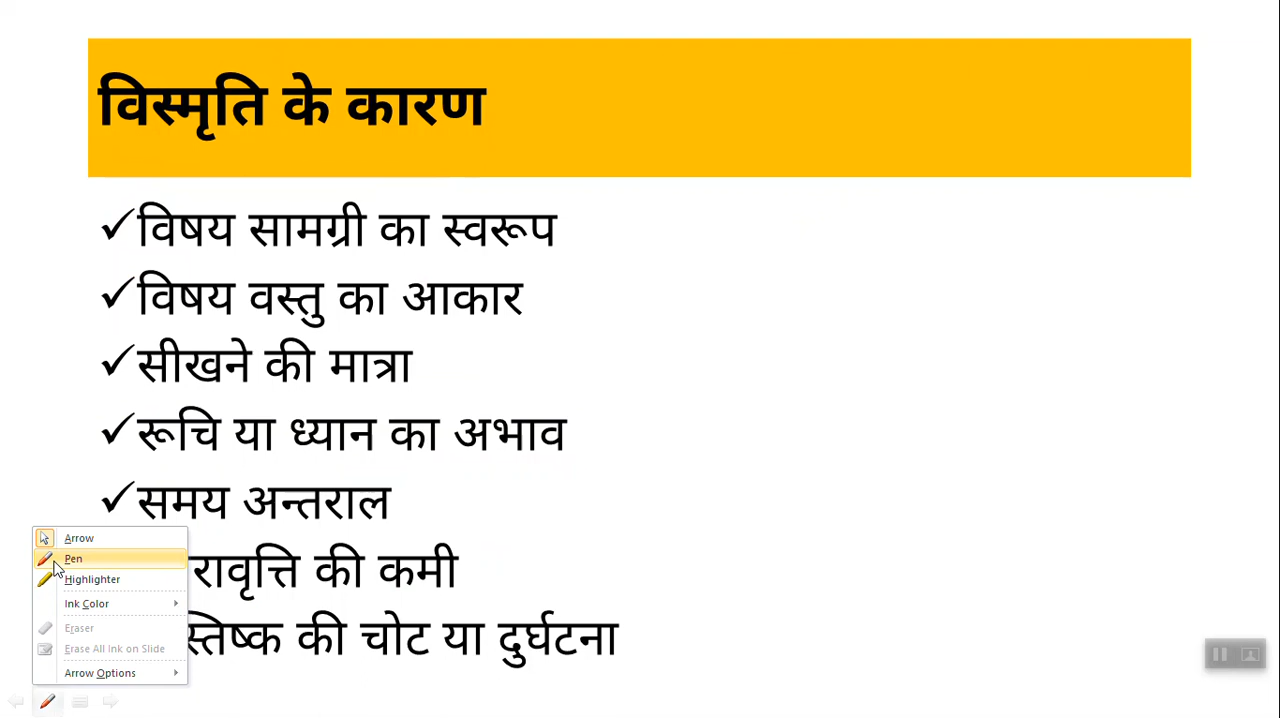 विस्मृति के कारण
✓विषय सामग्री का स्वरूप
✓विषय वस्तु का आकार
✓सीखने की मात्रा
✓रूचि या ध्यान का अभाव
✓समय अन्तराल
की कमी
की चोट या दुर्घटना
Arrow
Pen
Highlighter
Ink Color
Eraser
Erase All Ink on Slide
Arrow Options